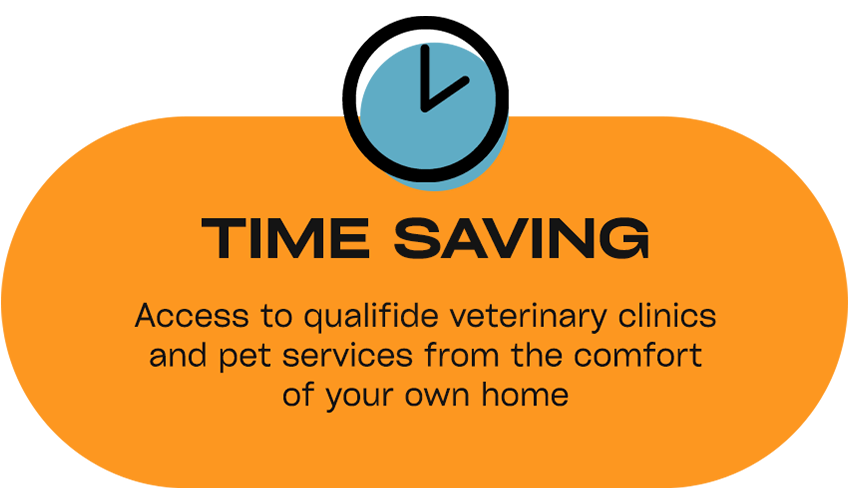 TIME SAVING
Access to qualifide veterinary clinics
and pet services from the comfort
of your own home